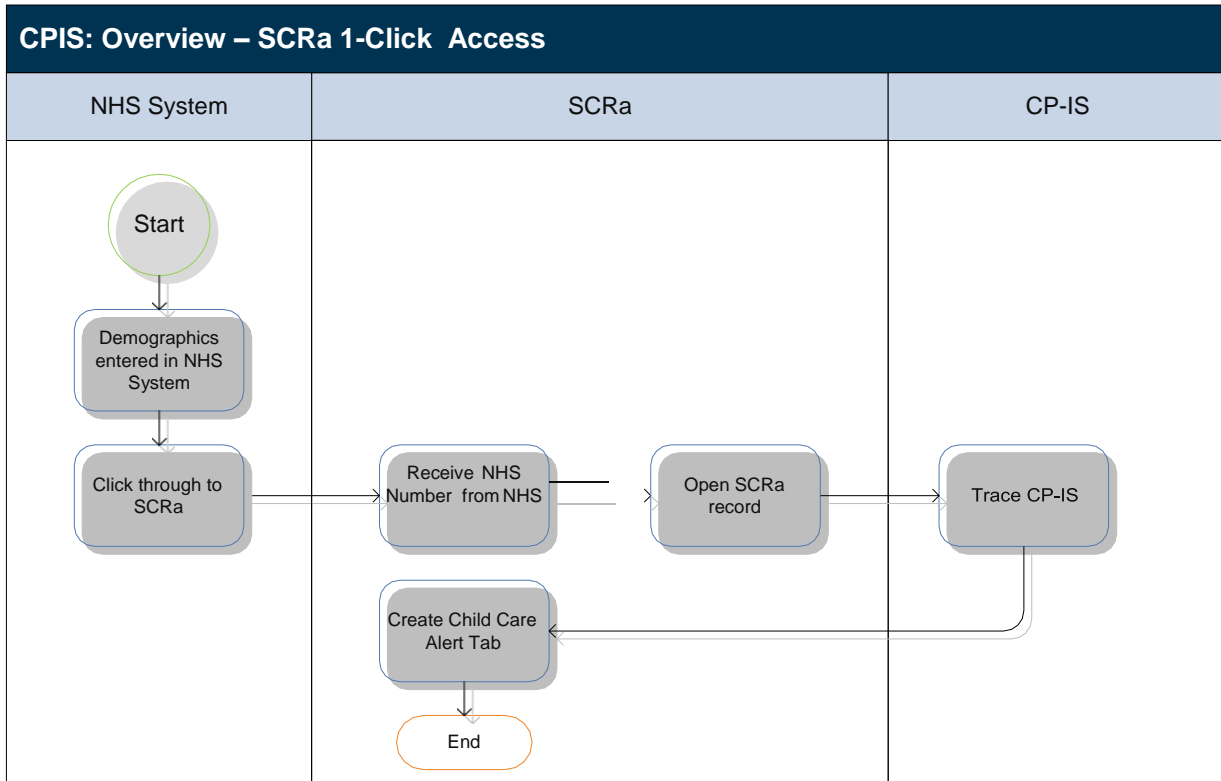 CPIS: Overview – SCRa 1-Click Access
NHS System
SCRa
CP-IS
Start
Demographics
entered in NHS
System
Click through to
SCRa
Receive NHS
Number from NHS
Open SCRa
record
Trace CP-IS
Create Child Care
Alert Tab
End